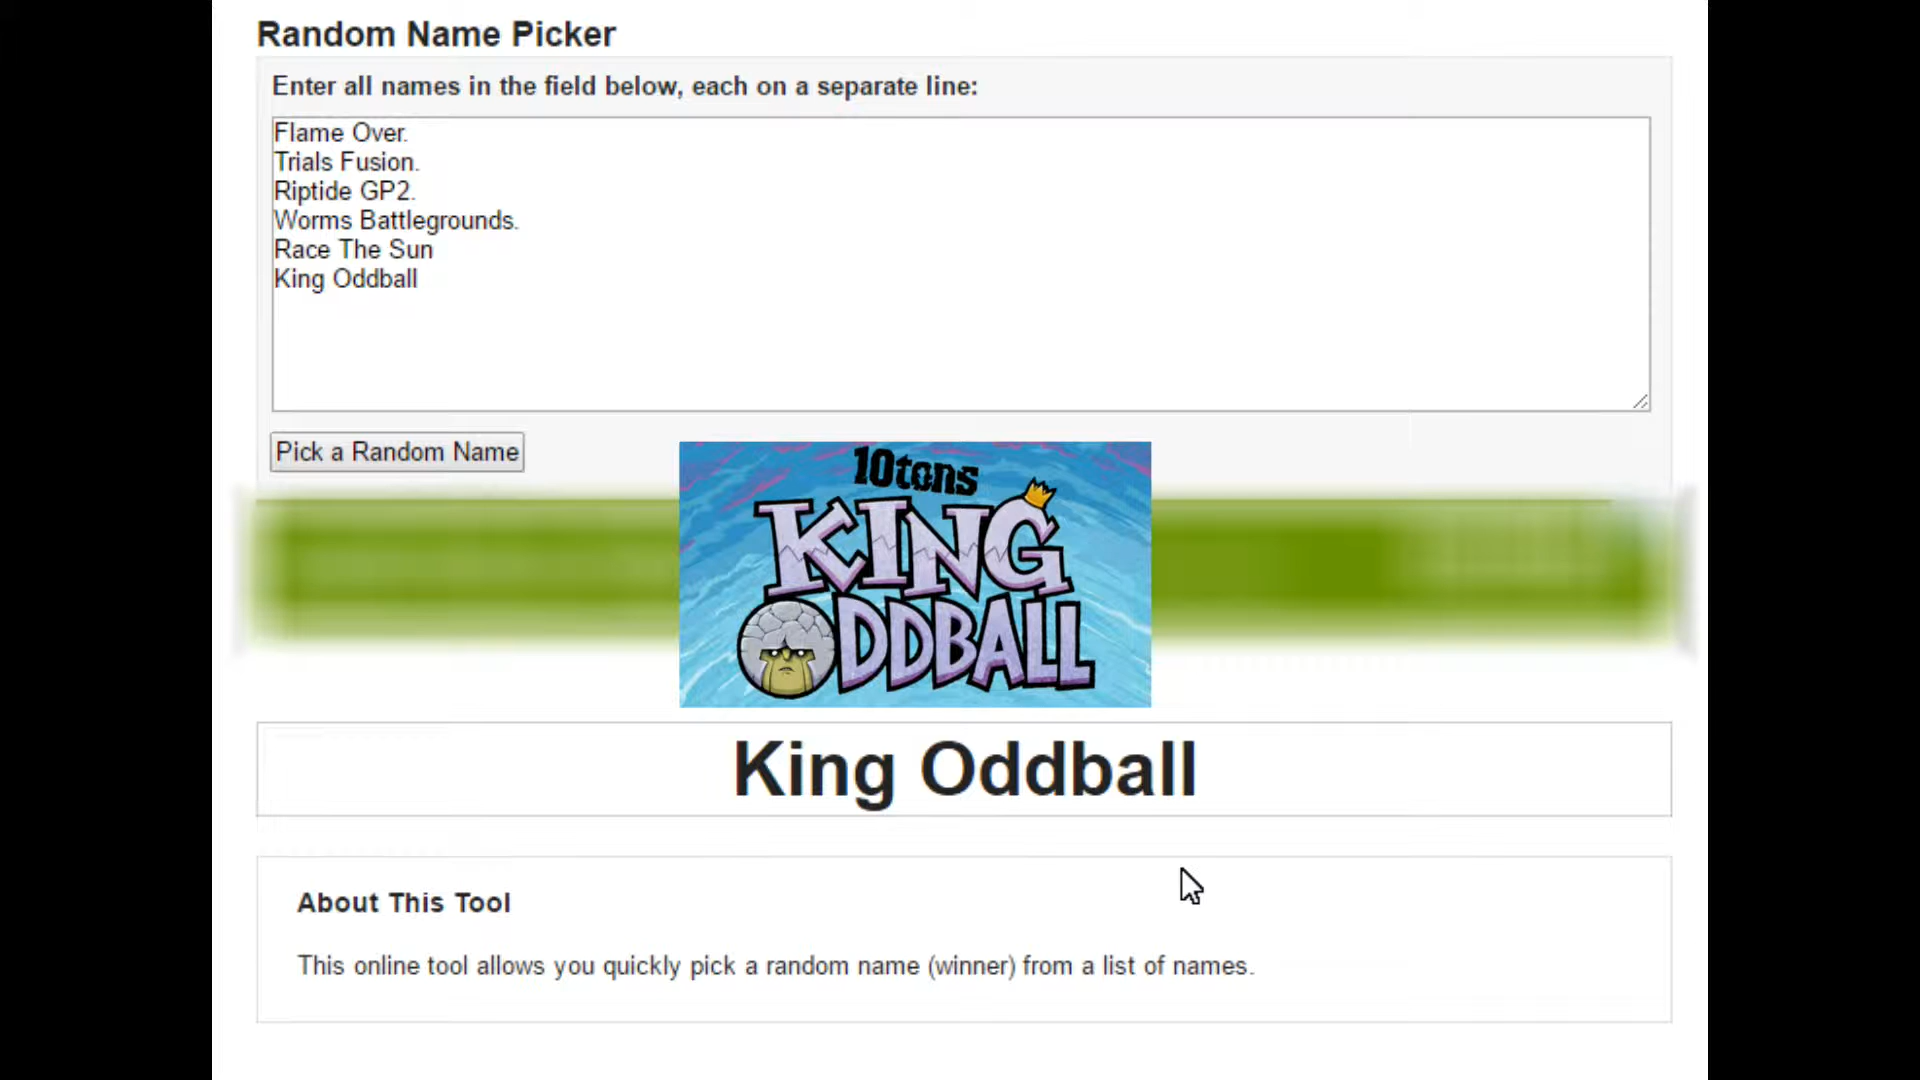 Random Name Picker
Enter all names in the field below, each on a separate line:
Flame Over.
Trials Fusion.
Riptide GP2.
Worms Battlegrounds.
Race The Sun
King Oddball
Pick a Random Name
10tons
KING
ODDBALL
King Oddball
About This Tool
This online tool allows you quickly pick a random name (winner) from a list of names.